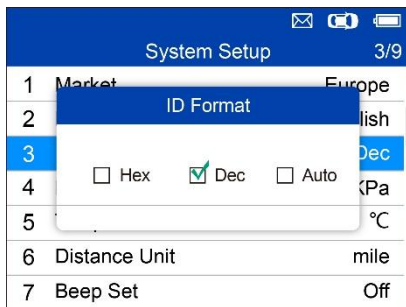 System Setup 3/9
1 Market Europe
ID Format
2 lish
3 Dec
Hex Dec Auto
4 KPa
5 °C
6 Distance Unit mile
7 Beep Set Off